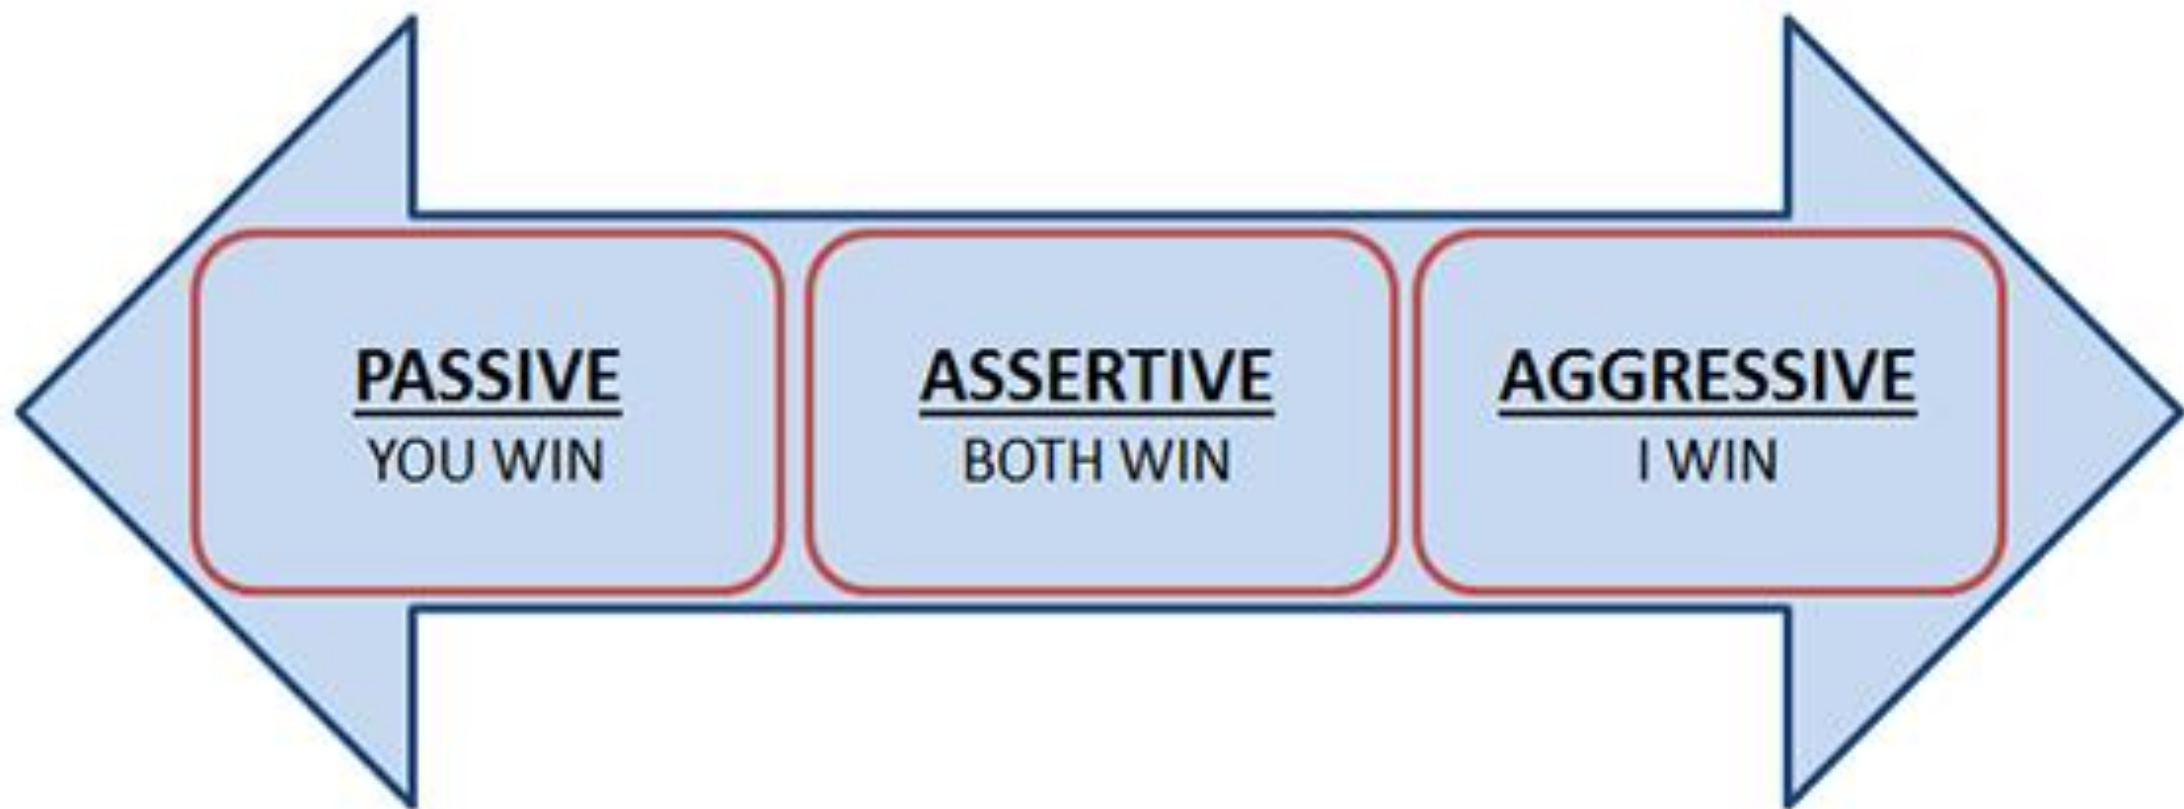 PASSIVE
YOU WIN
ASSERTIVE
BOTH WIN
AGGRESSIVE
I WIN